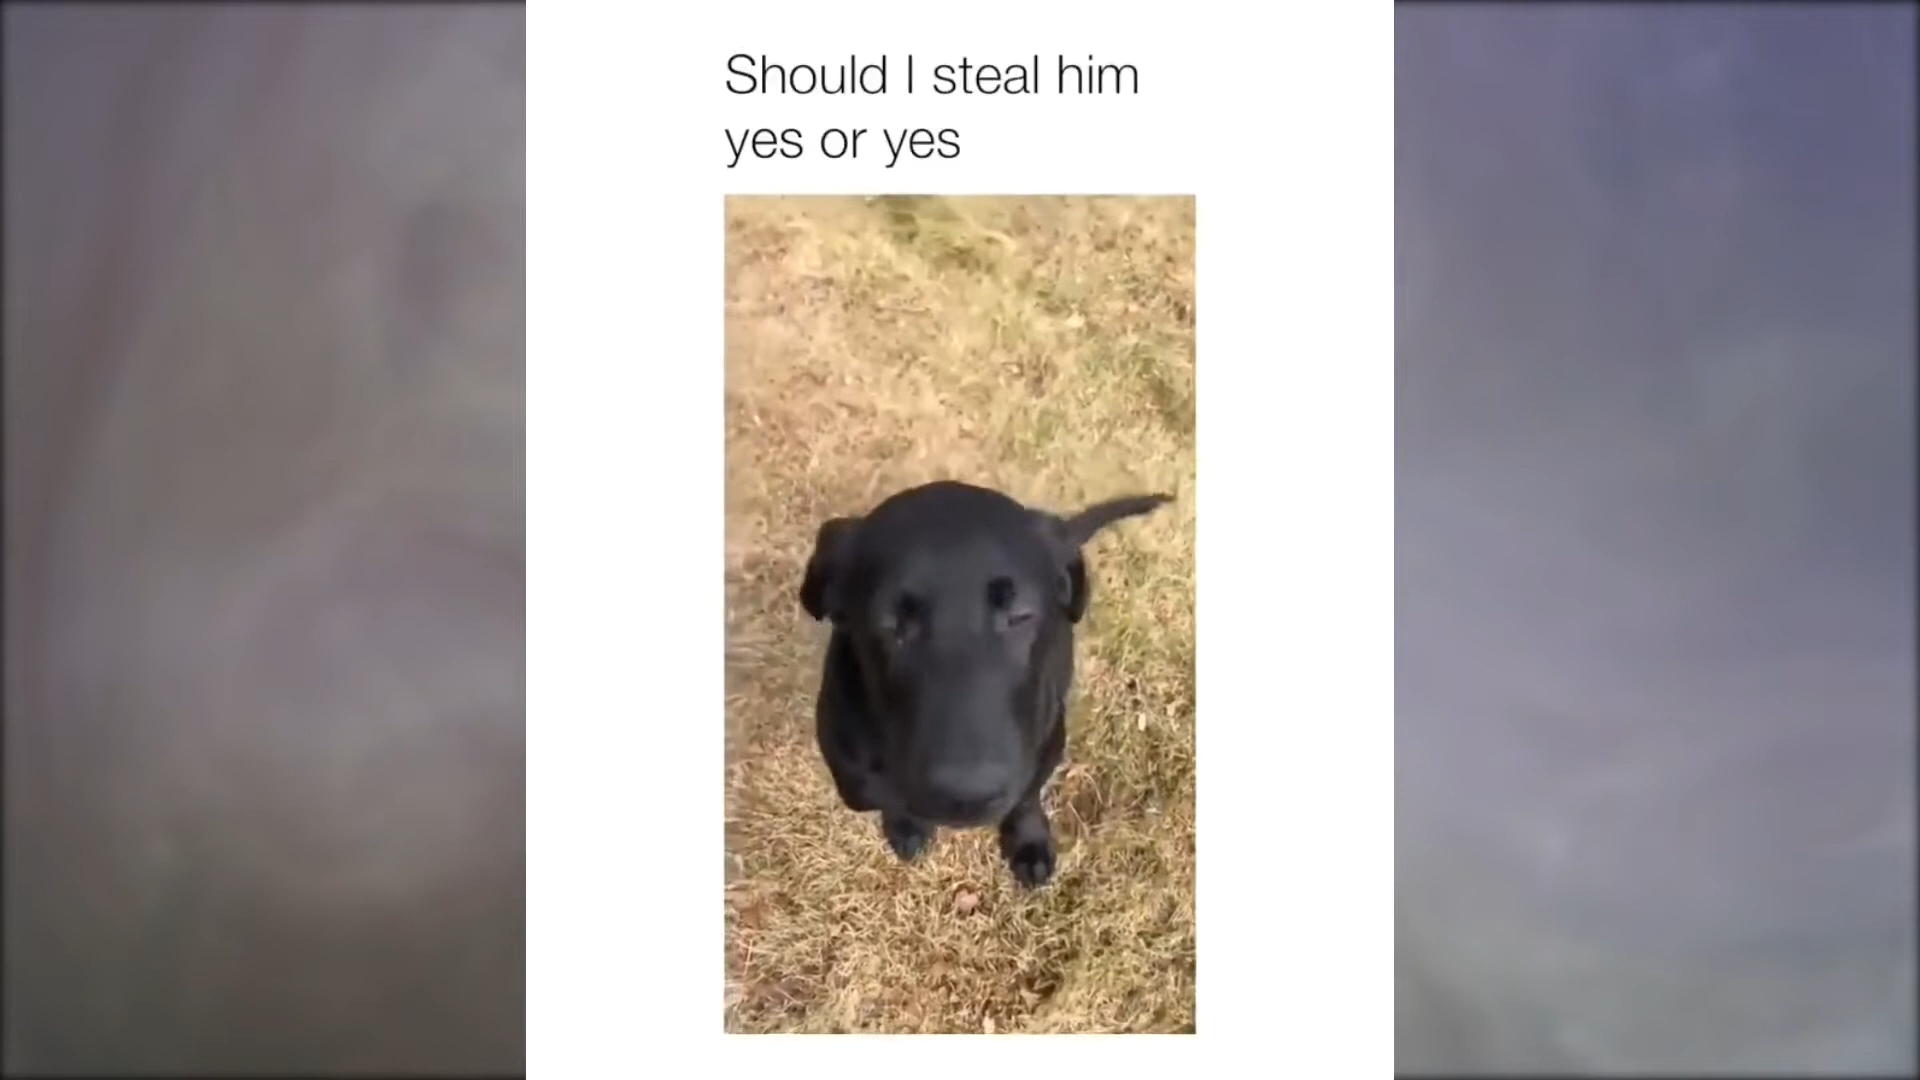 Should I steal him
yes or yes